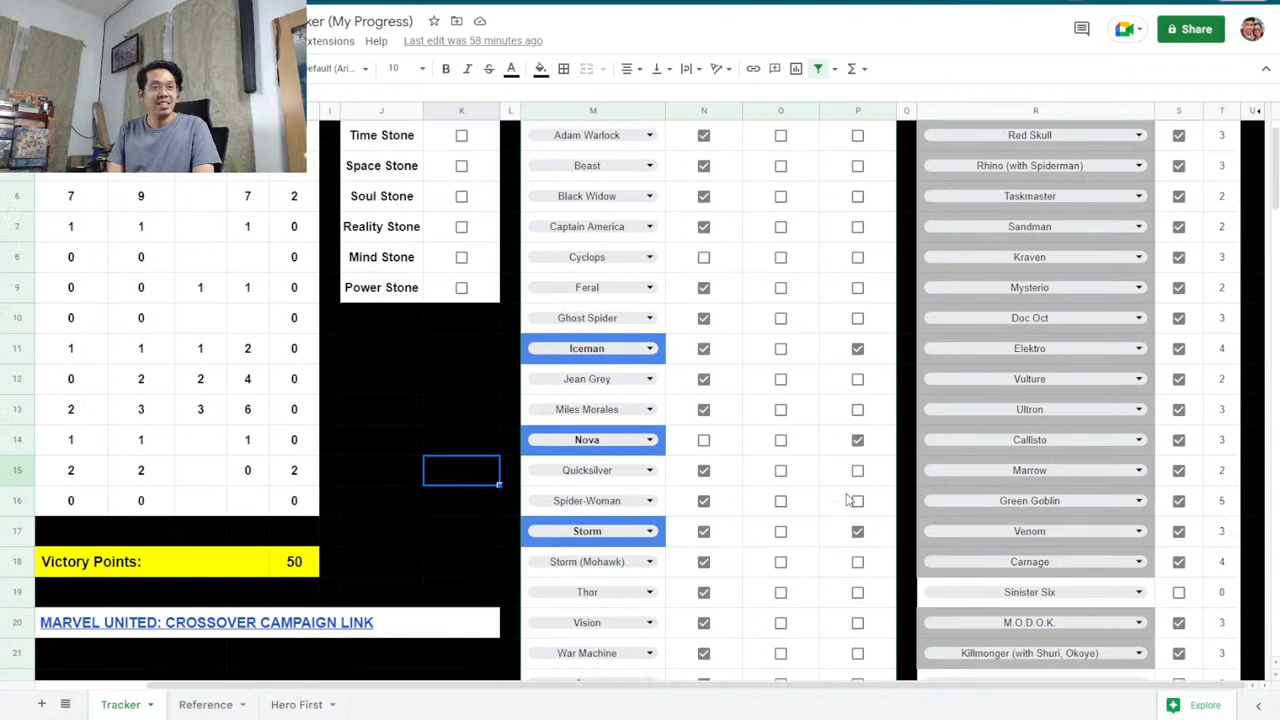 ker (My Progress)
xtensions Help Last edit was 58 minutes ago
Share
efault (Ari... 10 B I S A Σ
I J K L M N O P Q R S T U
Time Stone Adam Warlock Red Skull 3
Space Stone Beast Rhino (with Spiderman) 3
6 7 9 7 2 Soul Stone Black Widow Taskmaster 2
7 1 1 1 0 Reality Stone Captain America Sandman 2
8 0 0 0 Mind Stone Cyclops Kraven 3
9 0 0 1 1 0 Power Stone Feral Mysterio 2
10 0 0 0 Ghost Spider Doc Oct 3
11 1 1 1 2 0 Iceman Elektro 4
12 0 2 2 4 0 Jean Grey Vulture 3
13 2 3 3 6 0 Miles Morales Ultron 3
14 1 1 1 0 Nova Callisto 3
15 2 2 0 2 Quicksilver Marrow 2
16 0 0 0 Spider-Woman Green Goblin 5
17 Storm Venom 3
18 Victory Points: 50 Storm (Mohawk) Carnage 4
19 Thor Sinister Six 0
20 MARVEL UNITED: CROSSOVER CAMPAIGN LINK Vision M.O.D.O.K. 3
21 War Machine Killmonger (with Shuri, Okoye) 3
Tracker Reference Hero First Explore